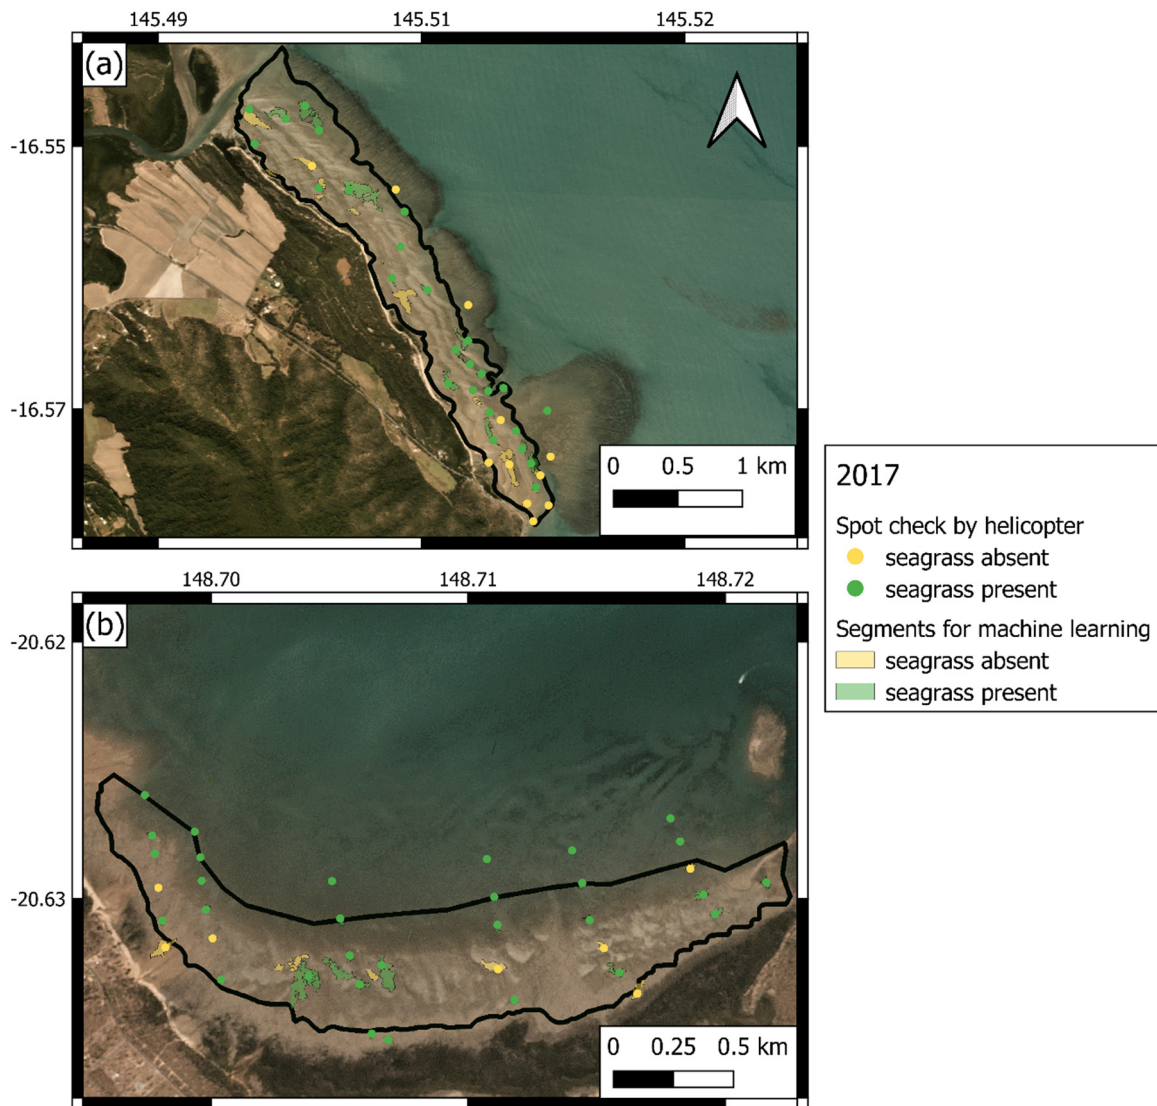 145.49 145.51 145.52
(a)
-16.55
-16.57
0 0.5 1 km
148.70 148.71 148.72
(b)
-20.62
-20.63
0 0.25 0.5 km
2017
Spot check by helicopter
seagrass absent
seagrass present
Segments for machine learning
seagrass absent
seagrass present